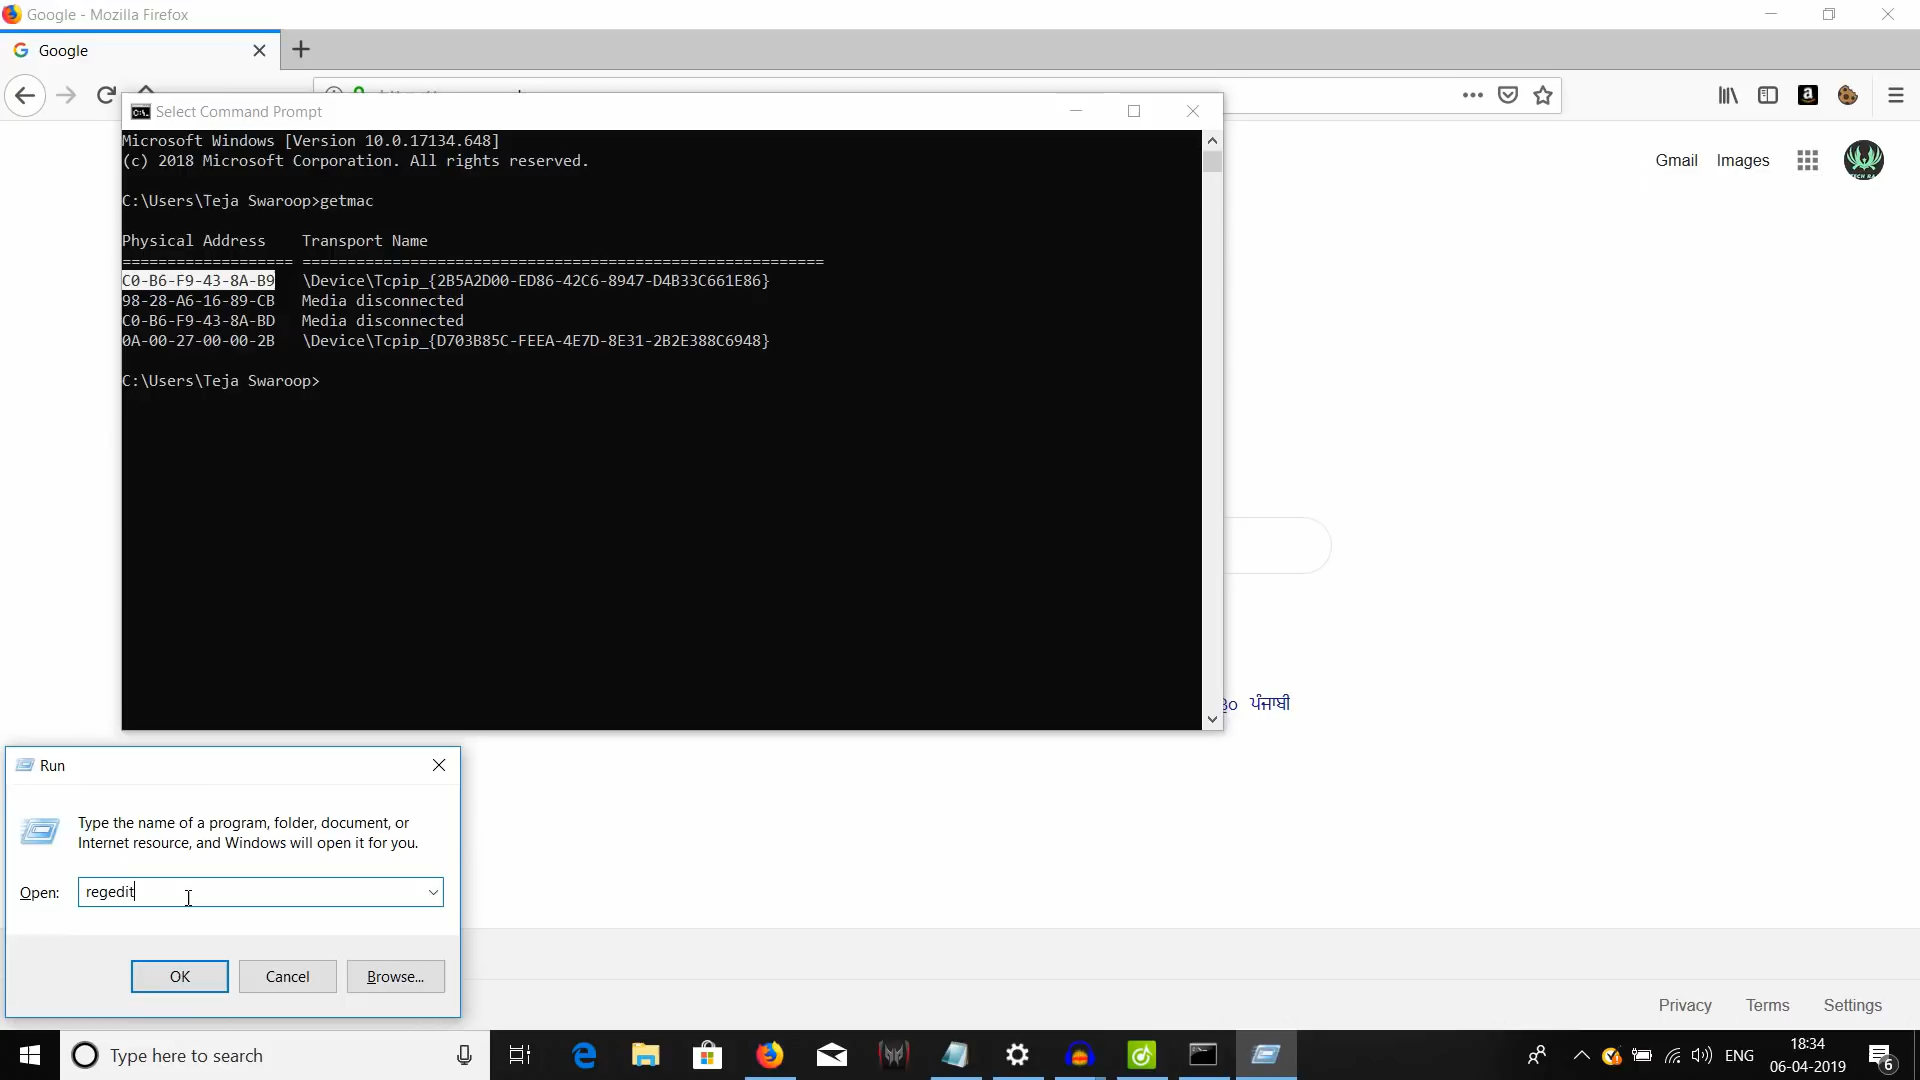 Google - Mozilla Firefox
Google
Select Command Prompt
Microsoft Windows [Version 10.0.17134.648]
(c) 2018 Microsoft Corporation. All rights reserved.
C:\Users\Teja Swaroop>getmac
Physical Address    Transport Name
=================== ==========================================================
C0-B6-F9-43-8A-B9   \Device\Tcpip_{2B5A2D00-ED86-42C6-8947-D4B33C661E86}
98-28-A6-16-89-CB   Media disconnected
C0-B6-F9-43-8A-BD   Media disconnected
0A-00-27-00-00-2B   \Device\Tcpip_{D703B85C-FEEA-4E7D-8E31-2B2E388C6948}
C:\Users\Teja Swaroop>
Gmail Images
ਪੰਜਾਬੀ
Run
Type the name of a program, folder, document, or
Internet resource, and Windows will open it for you.
Open: regedit
OK Cancel Browse...
Privacy Terms Settings
Type here to search
ENG
18:34
06-04-2019
6